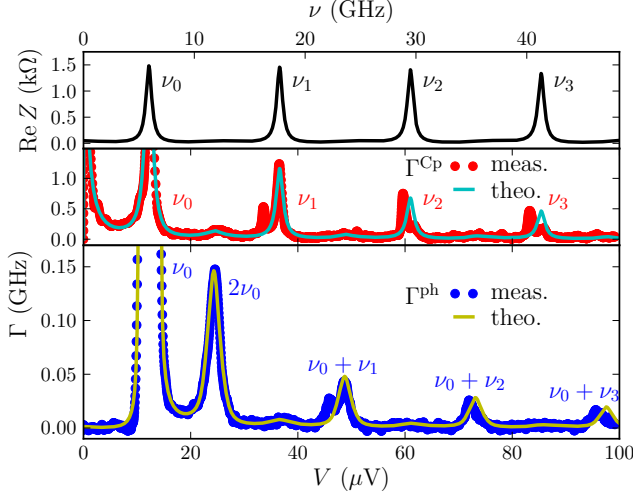 ν (GHz)
0 10 20 30 40
Re Z (kΩ)
1.5
1.0
0.5
0.0
ν₀ ν₁ ν₂ ν₃
1.0
0.5
0.0
ν₀ ν₁ ν₂ ν₃
Γ^Cp meas.
theo.
Γ (GHz)
0.15
0.10
0.05
0.00
ν₀
2ν₀
ν₀ + ν₁
ν₀ + ν₂
ν₀ + ν₃
Γ^ph meas.
theo.
0 20 40 60 80 100
V (μV)